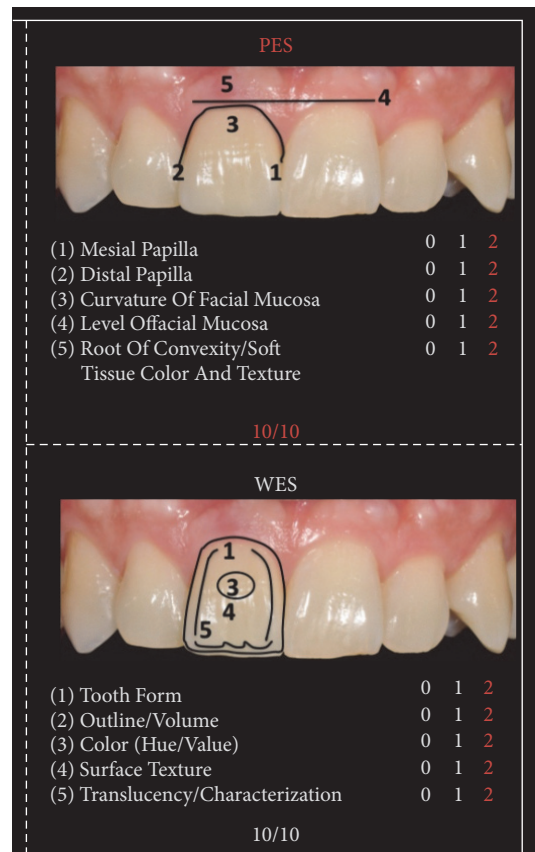 PES
5
4
3
2
1
(1) Mesial Papilla 0 1 2
(2) Distal Papilla 0 1 2
(3) Curvature Of Facial Mucosa 0 1 2
(4) Level Offacial Mucosa 0 1 2
(5) Root Of Convexity/Soft 0 1 2
Tissue Color And Texture
10/10
WES
1
3
4
5
(1) Tooth Form 0 1 2
(2) Outline/Volume 0 1 2
(3) Color (Hue/Value) 0 1 2
(4) Surface Texture 0 1 2
(5) Translucency/Characterization 0 1 2
10/10